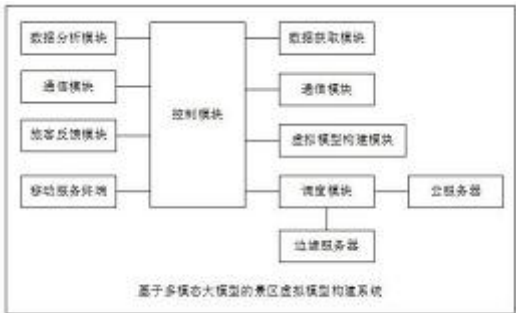 数据分析模块
通信模块
旅客反馈模块
移动服务终端
控制模块
数据获取模块
通信模块
虚拟模型构建模块
调度模块
云服务器
边缘服务器
基于多模态大模型的景区虚拟模型构建系统